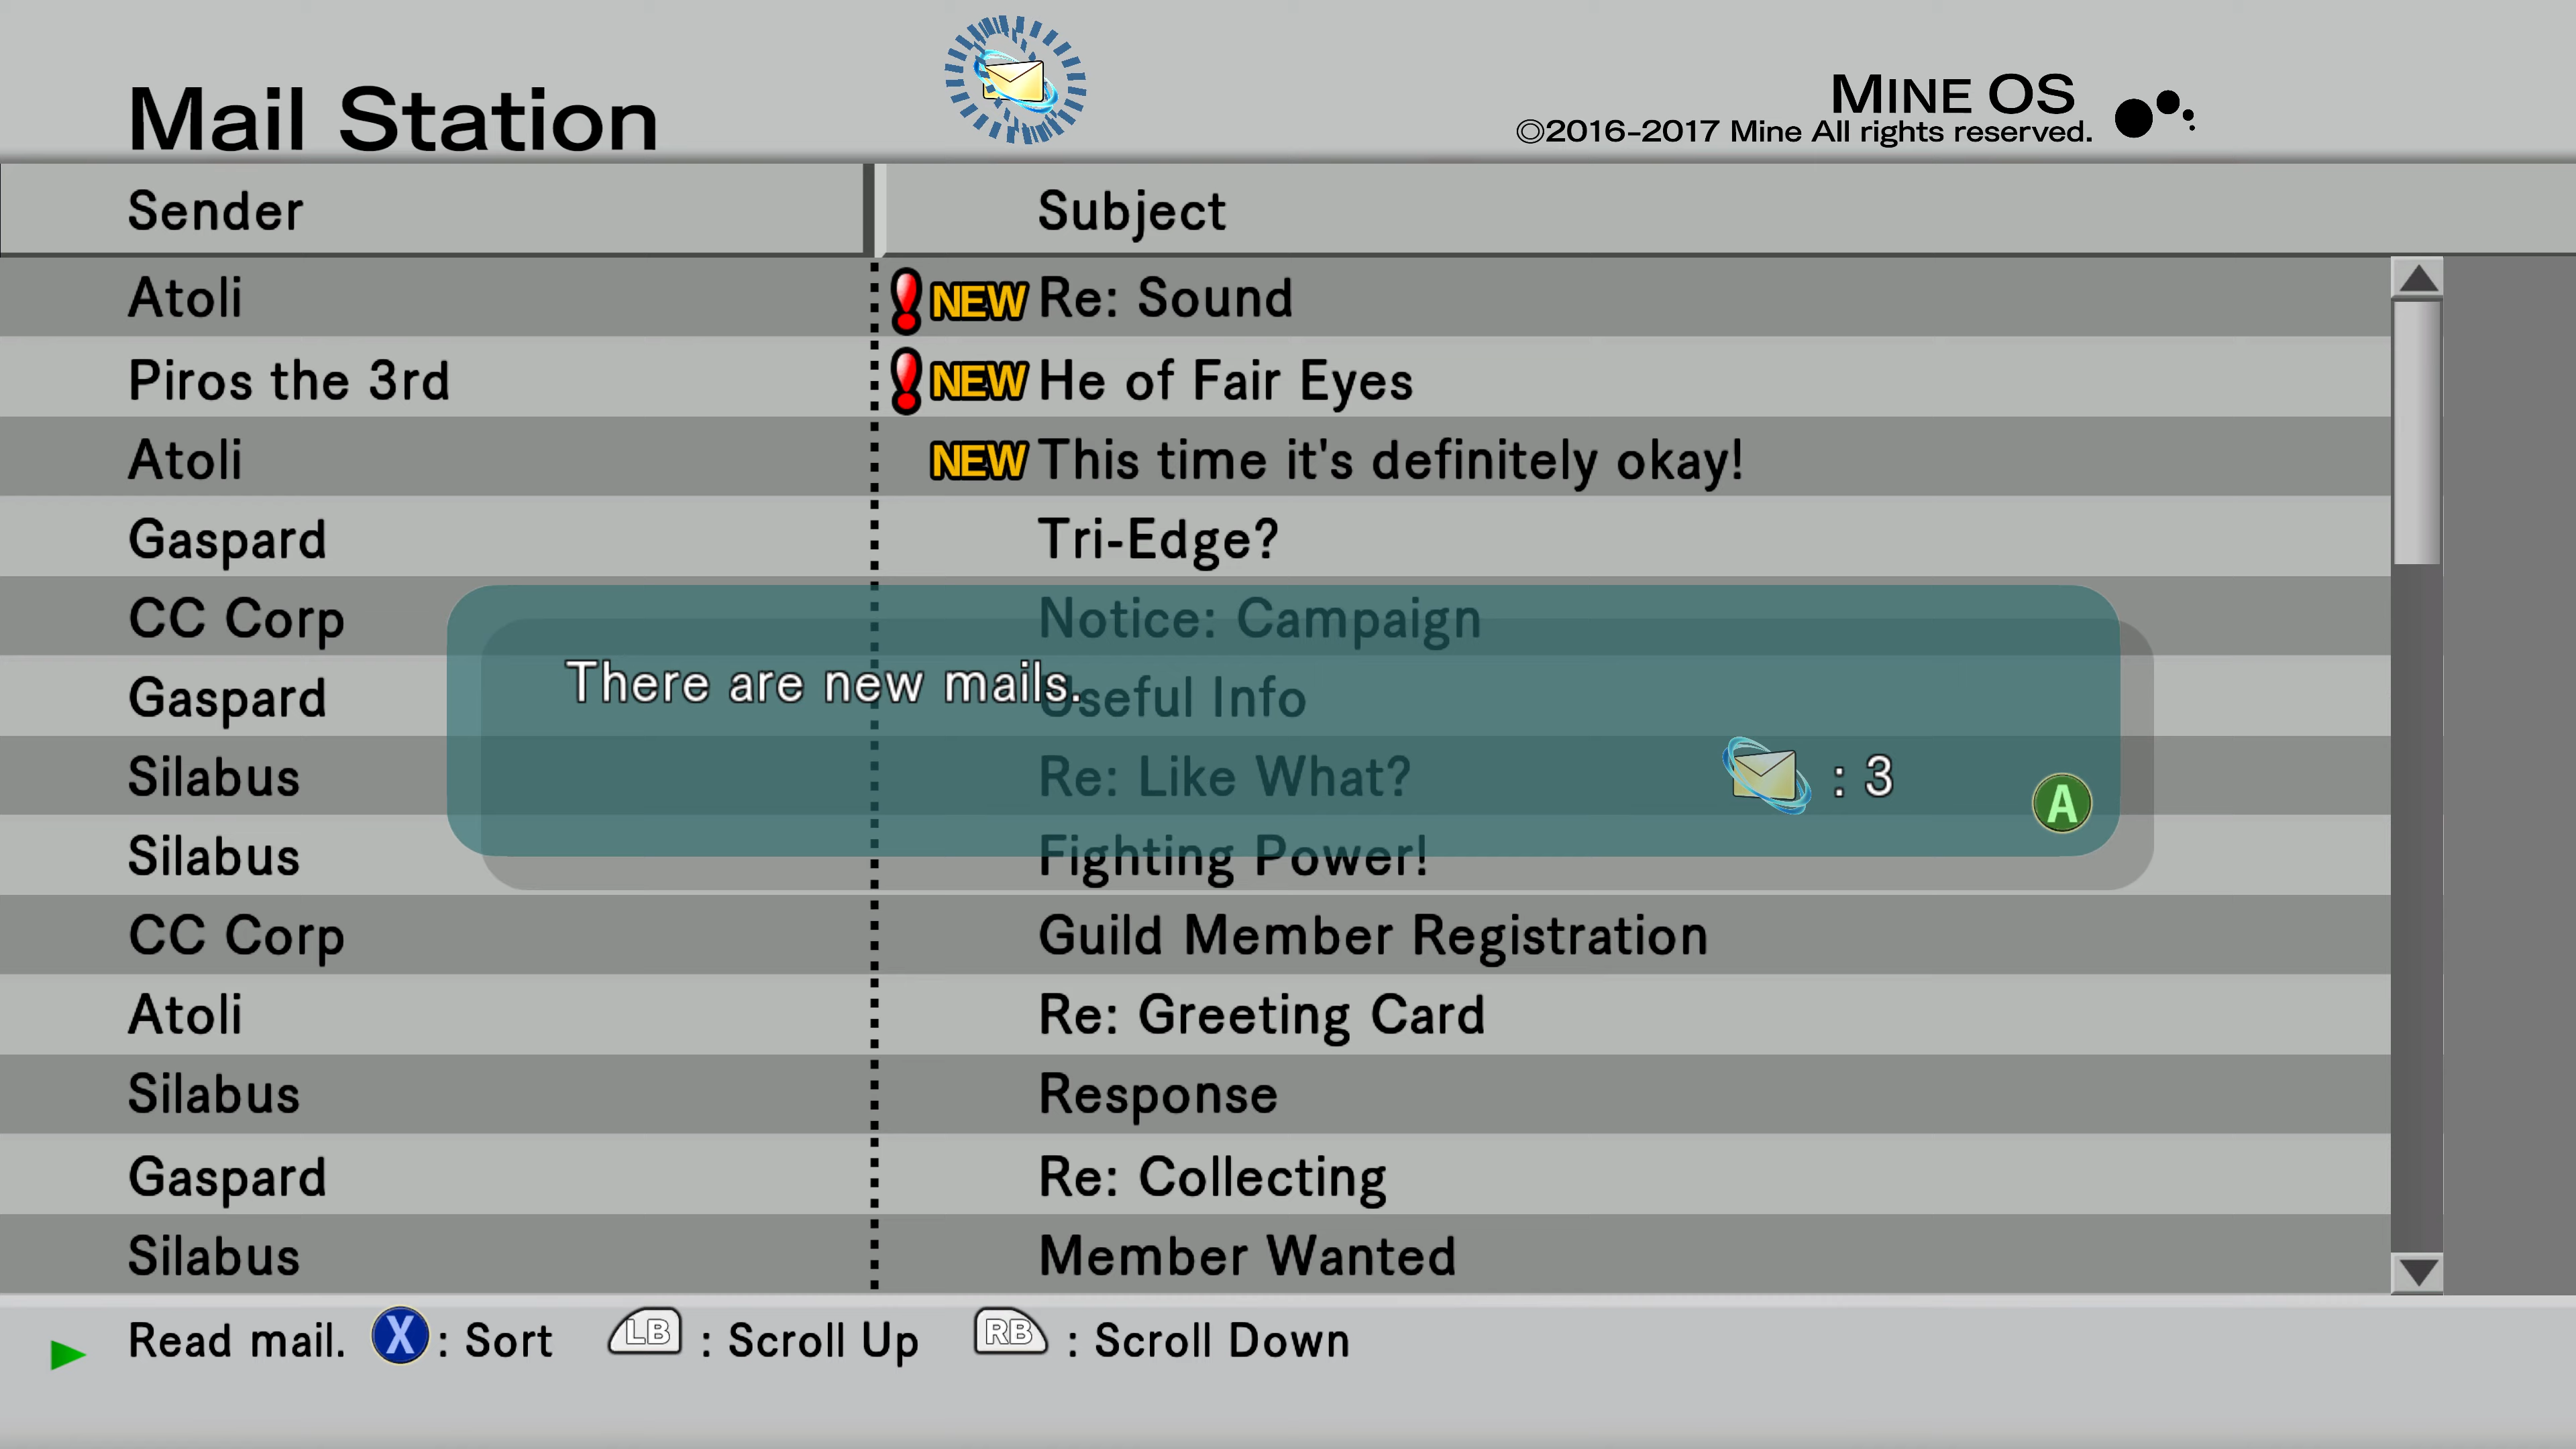 Mail Station
MINE OS
©2016-2017 Mine All rights reserved.
Sender Subject
Atoli NEW Re: Sound
Piros the 3rd NEW He of Fair Eyes
Atoli NEW This time it's definitely okay!
Gaspard Tri-Edge?
CC Corp Notice: Campaign
There are new mails.
Gaspard Useful Info
Silabus Re: Like What?
: 3
A
Silabus Fighting Power!
CC Corp Guild Member Registration
Atoli Re: Greeting Card
Silabus Response
Gaspard Re: Collecting
Silabus Member Wanted
Read mail. X : Sort LB : Scroll Up RB : Scroll Down